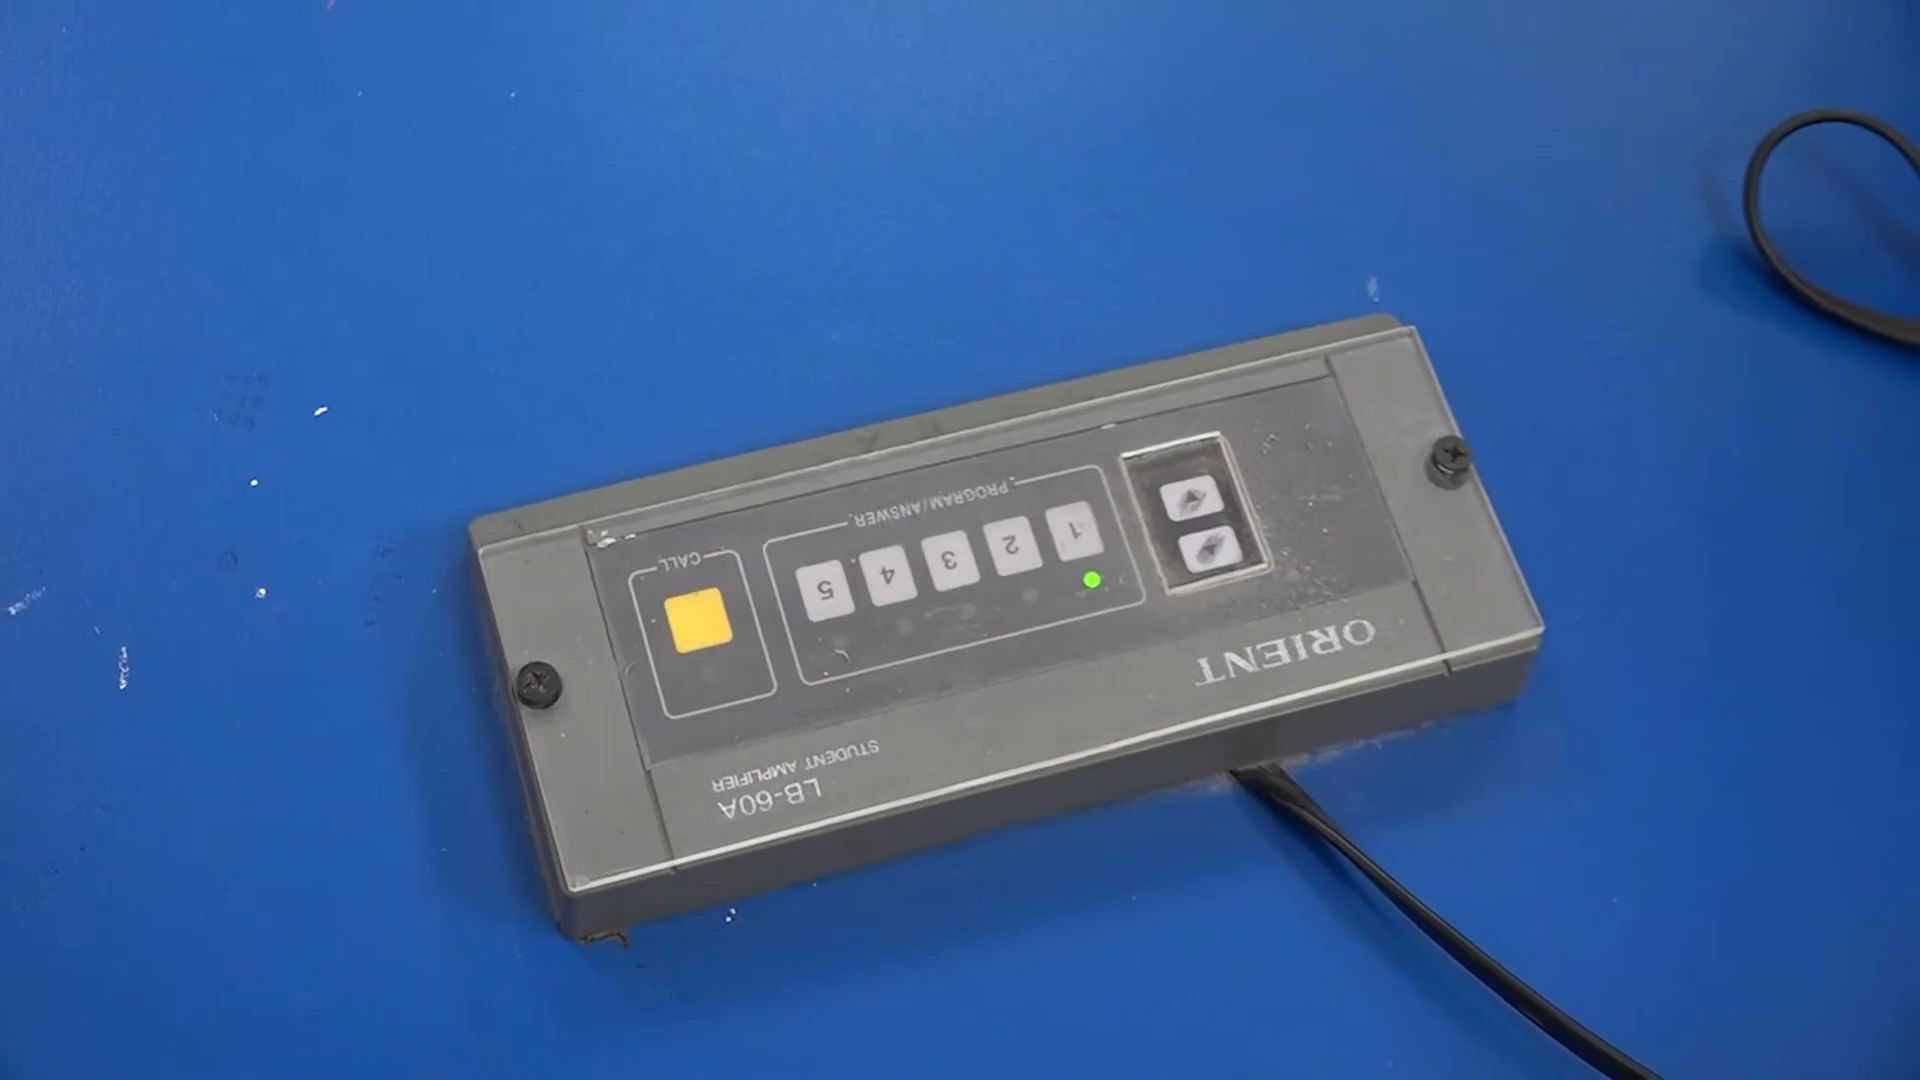 ORIENT
LB-60A
STUDENT AMPLIFIER
PROGRAM/ANSWER
1 2 3 4 5
CALL